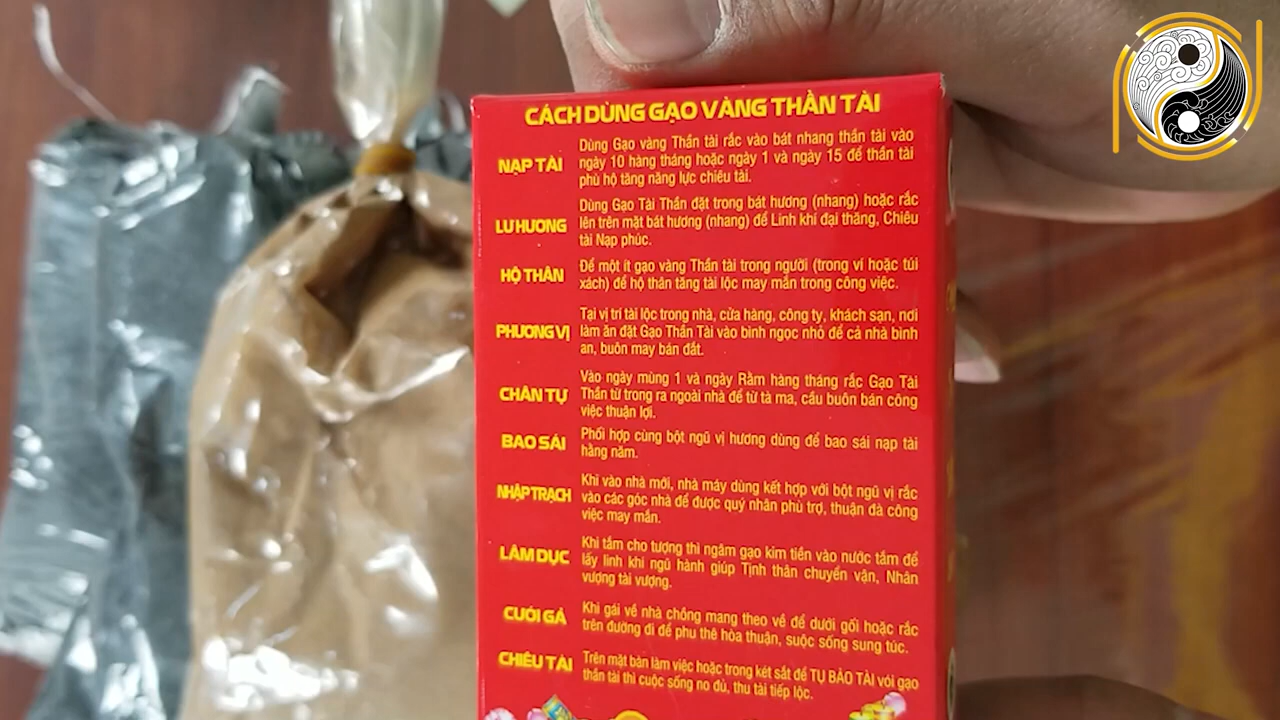 CÁCH DÙNG GẠO VÀNG THẦN TÀI
NẠP TÀI
Dùng Gạo vàng Thần tài rắc vào bát nhang thần tài vào
ngày 10 hàng tháng hoặc ngày 1 và ngày 15 để thần tài
phù hộ tăng năng lực chiêu tài.
LƯ HƯƠNG
Dùng Gạo Tài Thần đặt trong bát hương (nhang) hoặc rắc
lên trên mặt bát hương (nhang) để Linh khí đại thăng, Chiêu
tài Nạp phúc.
HỘ THÂN
Để một ít gạo vàng Thần tài trong người (trong ví hoặc túi
xách) để hộ thân tăng tài lộc may mắn trong công việc.
PHƯƠNG VỊ
Tại vị trí tài lộc trong nhà, cửa hàng, công ty, khách sạn, nơi
làm ăn đặt Gạo Thần Tài vào bình ngọc nhỏ để cả nhà bình
an, buôn may bán đắt.
CHÂN TỰ
Vào ngày mùng 1 và ngày Rằm hàng tháng rắc Gạo Tài
Thần từ trong ra ngoài nhà để từ tà ma, cầu buôn bán công
việc thuận lợi.
BAO SÁI
Phối hợp cùng bột ngũ vị hương dùng để bao sái nạp tài
hằng năm.
NHẬP TRẠCH
Khi vào nhà mới, nhà máy dùng kết hợp với bột ngũ vị rắc
vào các góc nhà để được quý nhân phù trợ, thuận đà công
việc may mắn.
LÂM DỤC
Khi tắm cho tượng thì ngâm gạo kim tiền vào nước tắm để
lấy linh khí ngũ hành giúp Tịnh thân chuyển vận, Nhân
vượng tài vượng.
CƯỚI GẢ
Khi gái về nhà chồng mang theo về để dưới gối hoặc rắc
trên đường đi để phu thê hòa thuận, suộc sống sung túc.
CHIÊU TÀI
Trên mặt bàn làm việc hoặc trong két sắt để TỤ BẢO TÀI vói gạo
thần tài thì cuộc sống no dủ, thu tài tiếp lộc.